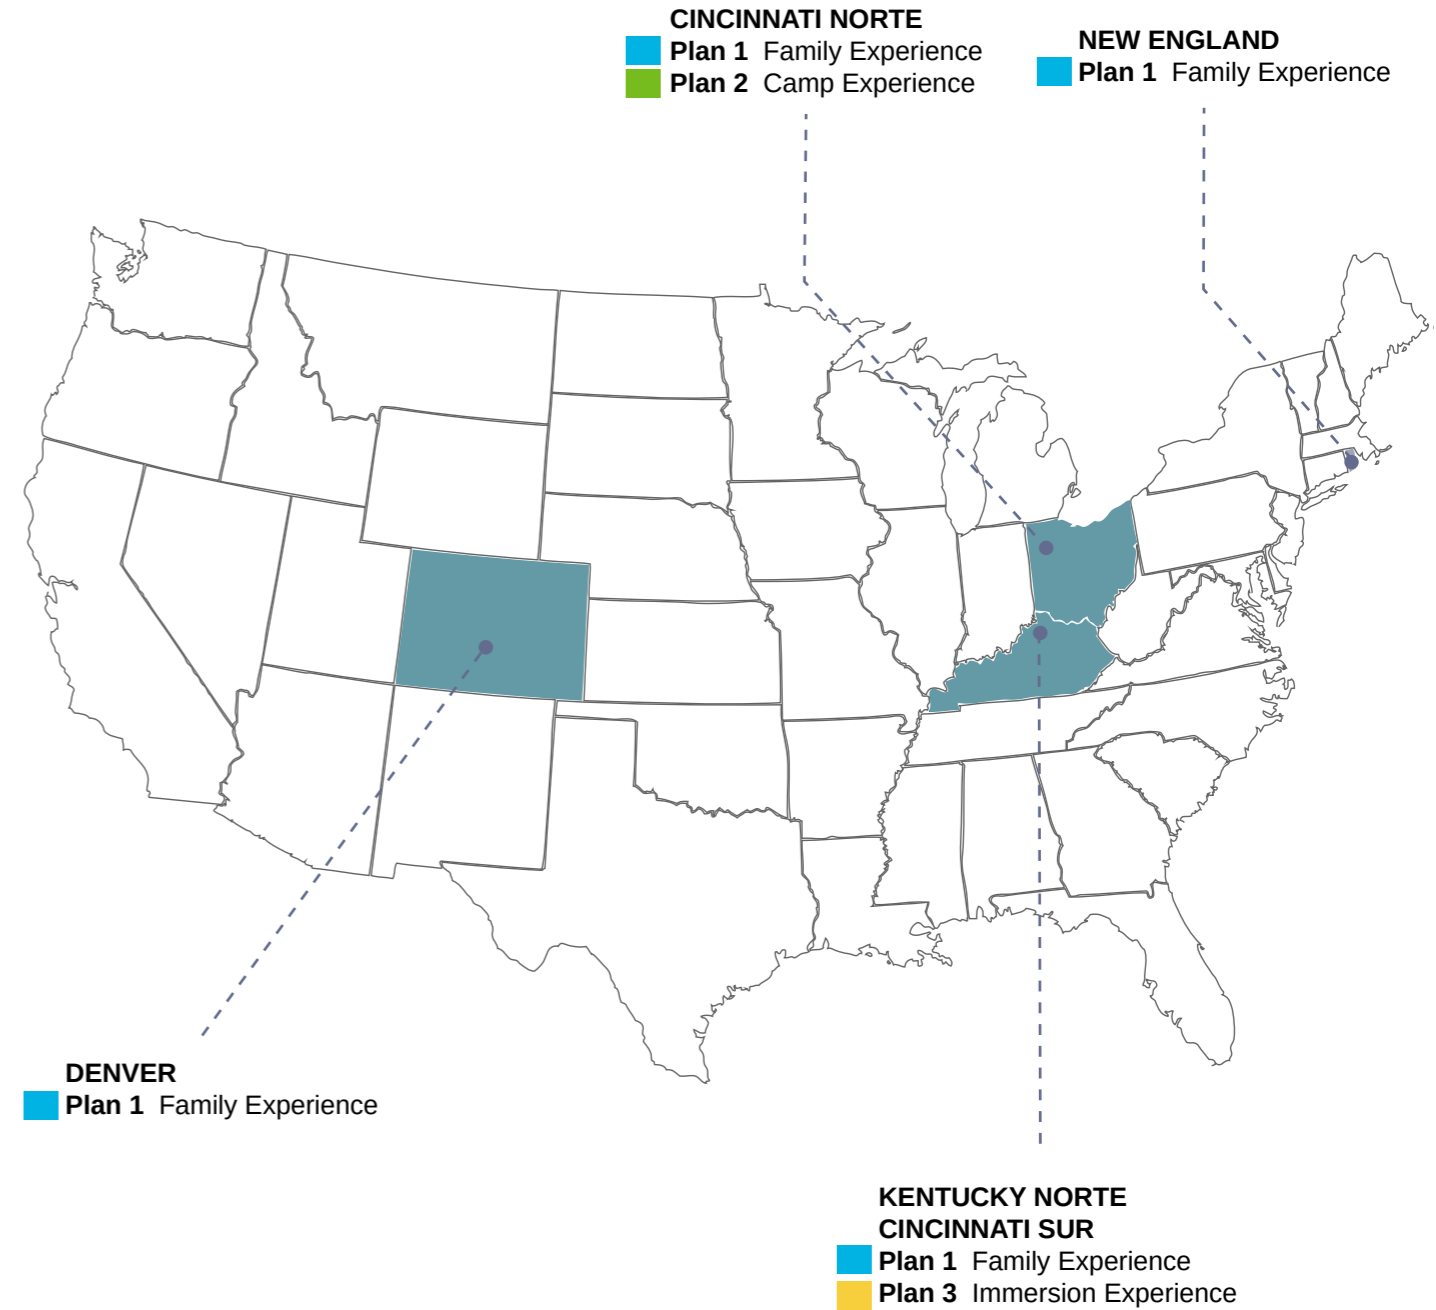 CINCINNATI NORTE
Plan 1 Family Experience
Plan 2 Camp Experience
NEW ENGLAND
Plan 1 Family Experience
DENVER
Plan 1 Family Experience
KENTUCKY NORTE
CINCINNATI SUR
Plan 1 Family Experience
Plan 3 Immersion Experience